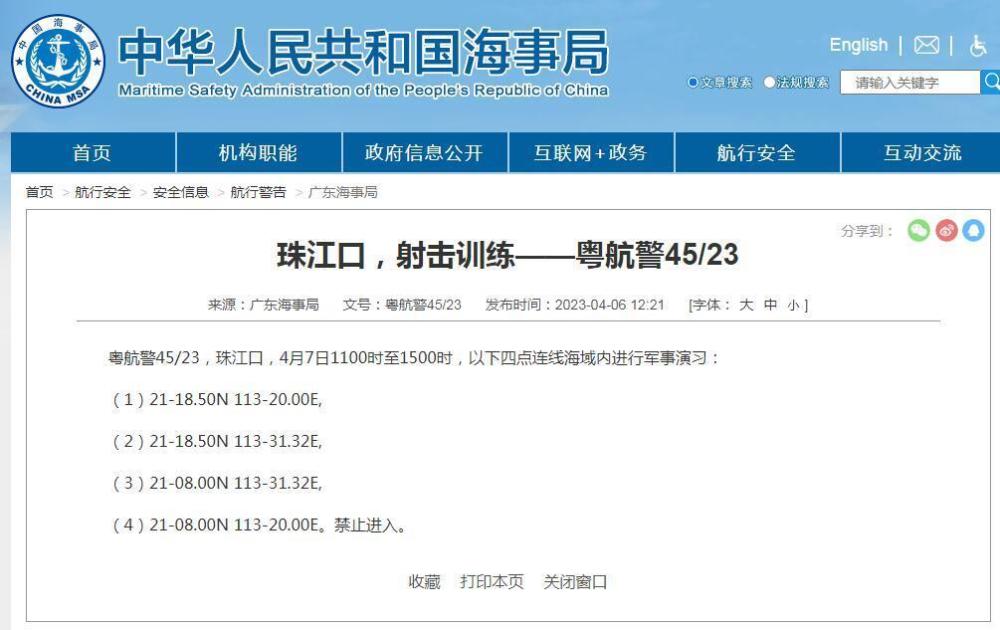 中国海事局
CHINA MSA
中华人民共和国海事局
Maritime Safety Administration of the People's Republic of China
English | |
文章搜索 法规搜索 请输入关键字
首页 机构职能 政府信息公开 互联网+政务 航行安全 互动交流
首页 > 航行安全 > 安全信息 > 航行警告 > 广东海事局
分享到：
珠江口，射击训练——粤航警45/23
来源：广东海事局 文号：粤航警45/23 发布时间：2023-04-06 12:21 [字体： 大 中 小 ]
粤航警45/23，珠江口，4月7日1100时至1500时，以下四点连线海域内进行军事演习：
（1）21-18.50N 113-20.00E,
（2）21-18.50N 113-31.32E,
（3）21-08.00N 113-31.32E,
（4）21-08.00N 113-20.00E。禁止进入。
收藏 打印本页 关闭窗口